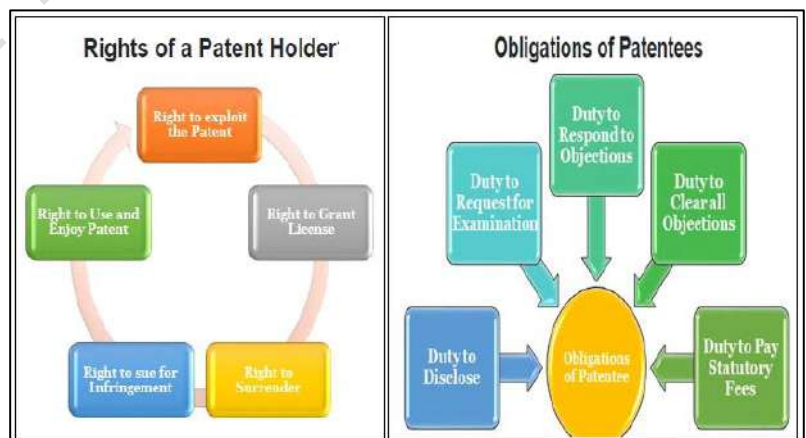 Rights of a Patent Holder
Right to exploit
the Patent
Right to Grant
License
Right to
Surrender
Right to sue for
Infringement
Right to Use and
Enjoy Patent
Obligations of Patentees
Duty to
Disclose
Duty to
Request for
Examination
Duty to
Respond to
Objections
Duty to
Clear all
Objections
Duty to Pay
Statutory
Fees
Obligations
of Patentee